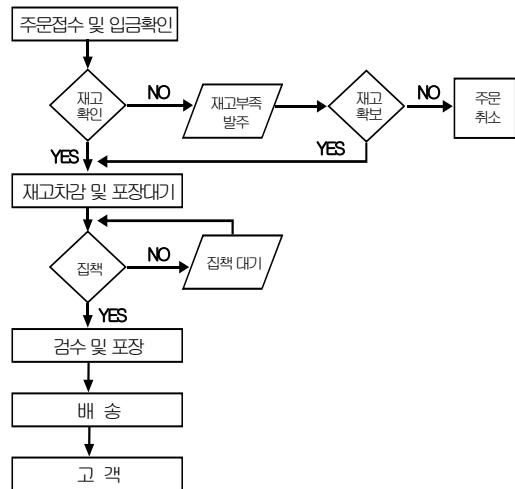 주문접수 및 입금확인
재고
확인
NO
재고부족
발주
재고
확보
NO
주문
취소
YES
YES
재고차감 및 포장대기
집책
NO
집책 대기
YES
검수 및 포장
배 송
고 객